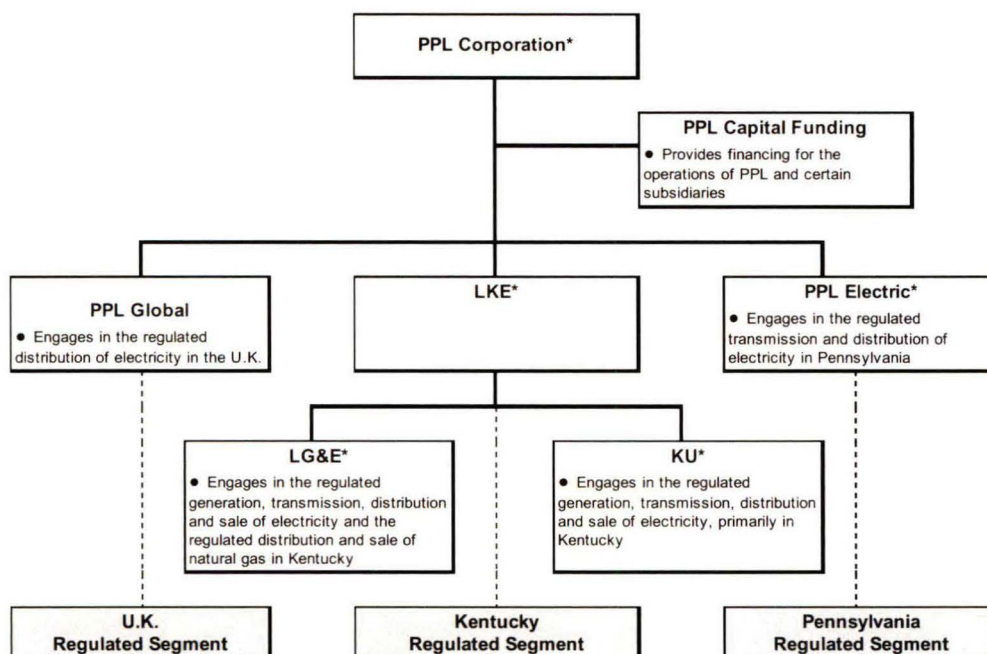 PPL Corporation*
PPL Capital Funding
● Provides financing for the
operations of PPL and certain
subsidiaries
PPL Global
● Engages in the regulated
distribution of electricity in the U.K.
LKE*
PPL Electric*
● Engages in the regulated
transmission and distribution of
electricity in Pennsylvania
LG&E*
● Engages in the regulated
generation, transmission, distribution
and sale of electricity and the
regulated distribution and sale of
natural gas in Kentucky
KU*
● Engages in the regulated
generation, transmission, distribution
and sale of electricity, primarily in
Kentucky
U.K.
Regulated Segment
Kentucky
Regulated Segment
Pennsylvania
Regulated Segment